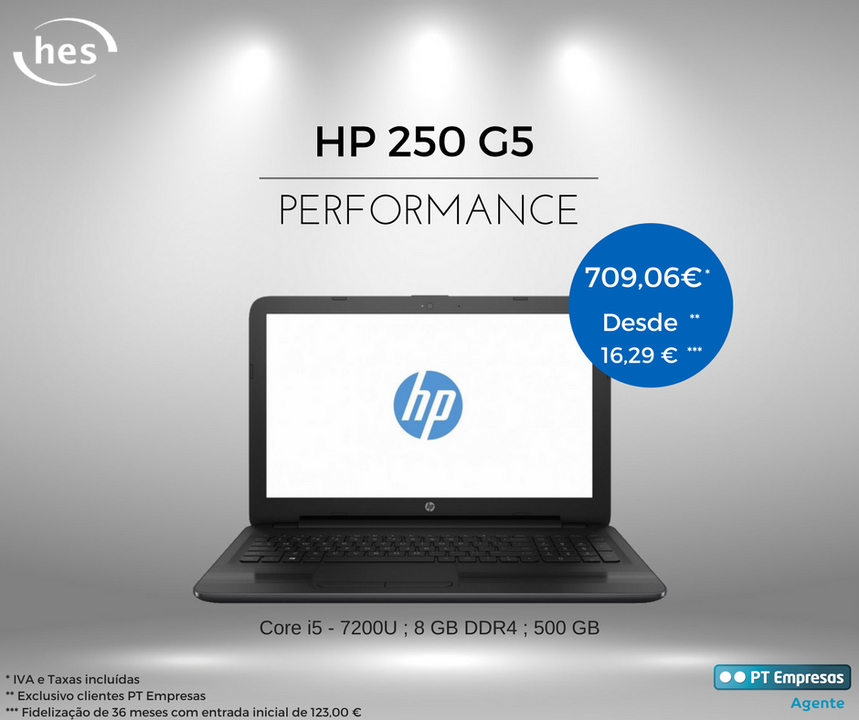 hes
HP 250 G5
PERFORMANCE
709,06€*
Desde **
16,29 € ***
hp
hp
Core i5 - 7200U ; 8 GB DDR4 ; 500 GB
* IVA e Taxas incluídas
** Exclusivo clientes PT Empresas
*** Fidelização de 36 meses com entrada inicial de 123,00 €
PT Empresas
Agente